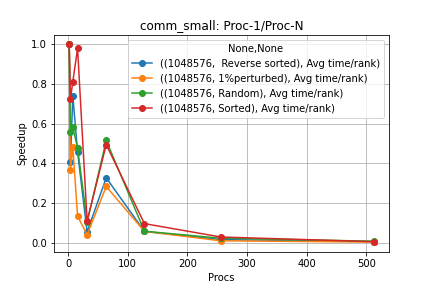 comm_small: Proc-1/Proc-N
None,None
((1048576,  Reverse sorted), Avg time/rank)
((1048576, 1%perturbed), Avg time/rank)
((1048576, Random), Avg time/rank)
((1048576, Sorted), Avg time/rank)
Speedup
1.0
0.8
0.6
0.4
0.2
0.0
0 100 200 300 400 500
Procs